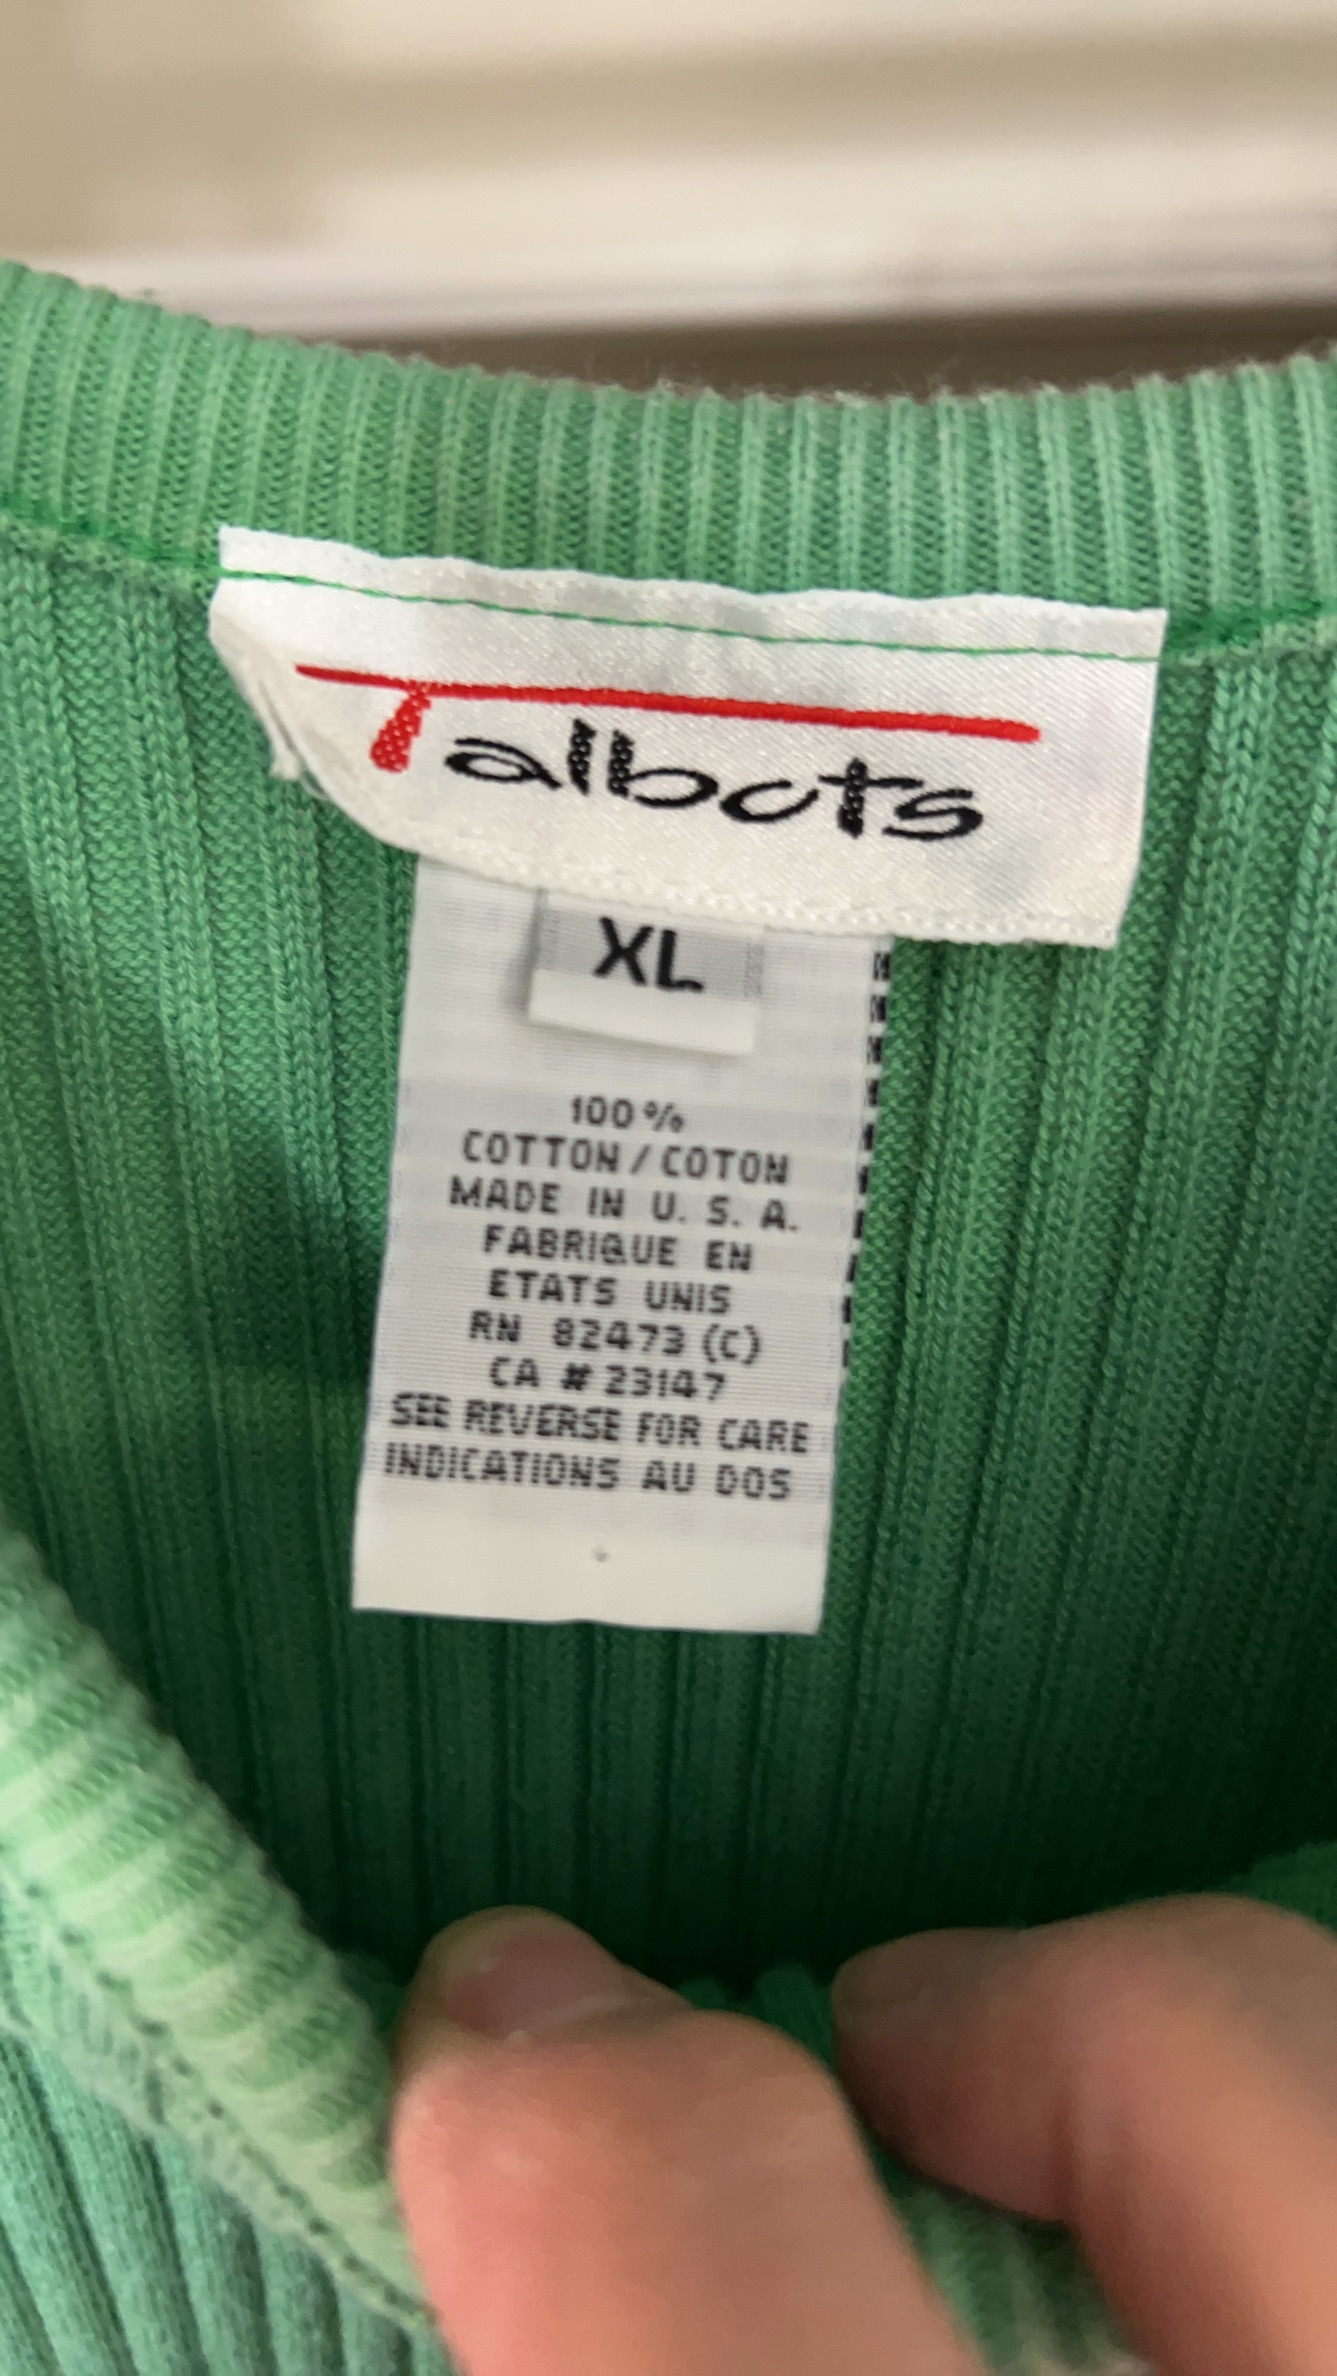 Talbots
XL
100%
COTTON/COTON
MADE IN U. S. A.
FABRIQUE EN
ETATS UNIS
RN 82473 (C)
CA #23147
SEE REVERSE FOR CARE
INDICATIONS AU DOS